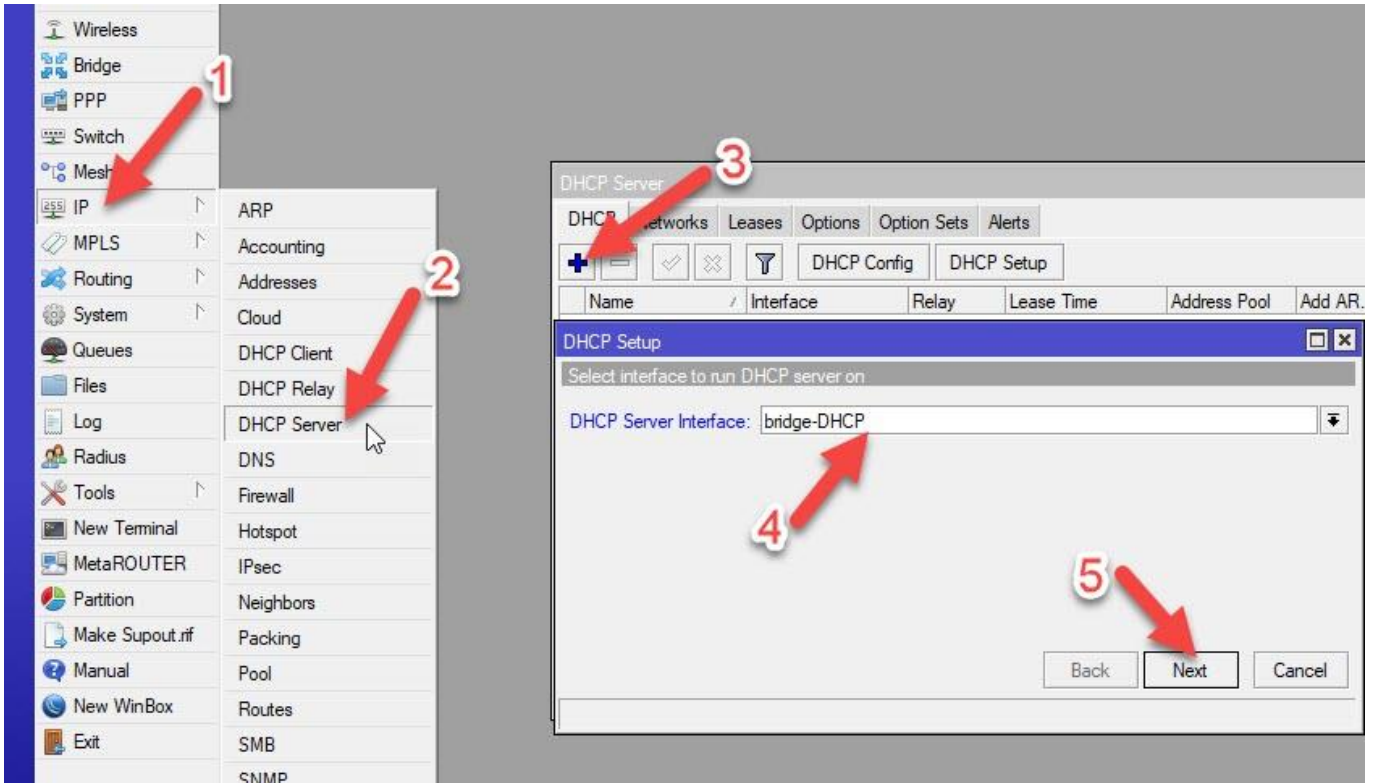 Wireless
Bridge
1
PPP
Switch
Mesh
IP
MPLS
Routing
System
Queues
Files
Log
Radius
Tools
New Terminal
MetaROUTER
Partition
Make Supout.rif
Manual
New WinBox
Exit
ARP
Accounting
2
Addresses
Cloud
DHCP Client
DHCP Relay
DHCP Server
DNS
Firewall
Hotspot
IPsec
Neighbors
Packing
Pool
Routes
SMB
SNMP
3
DHCP Server
DHCP Networks Leases Options Option Sets Alerts
DHCP Config DHCP Setup
Name Interface Relay Lease Time Address Pool Add AR.
DHCP Setup
Select interface to run DHCP server on
DHCP Server Interface: bridge-DHCP
4
5
Back Next Cancel